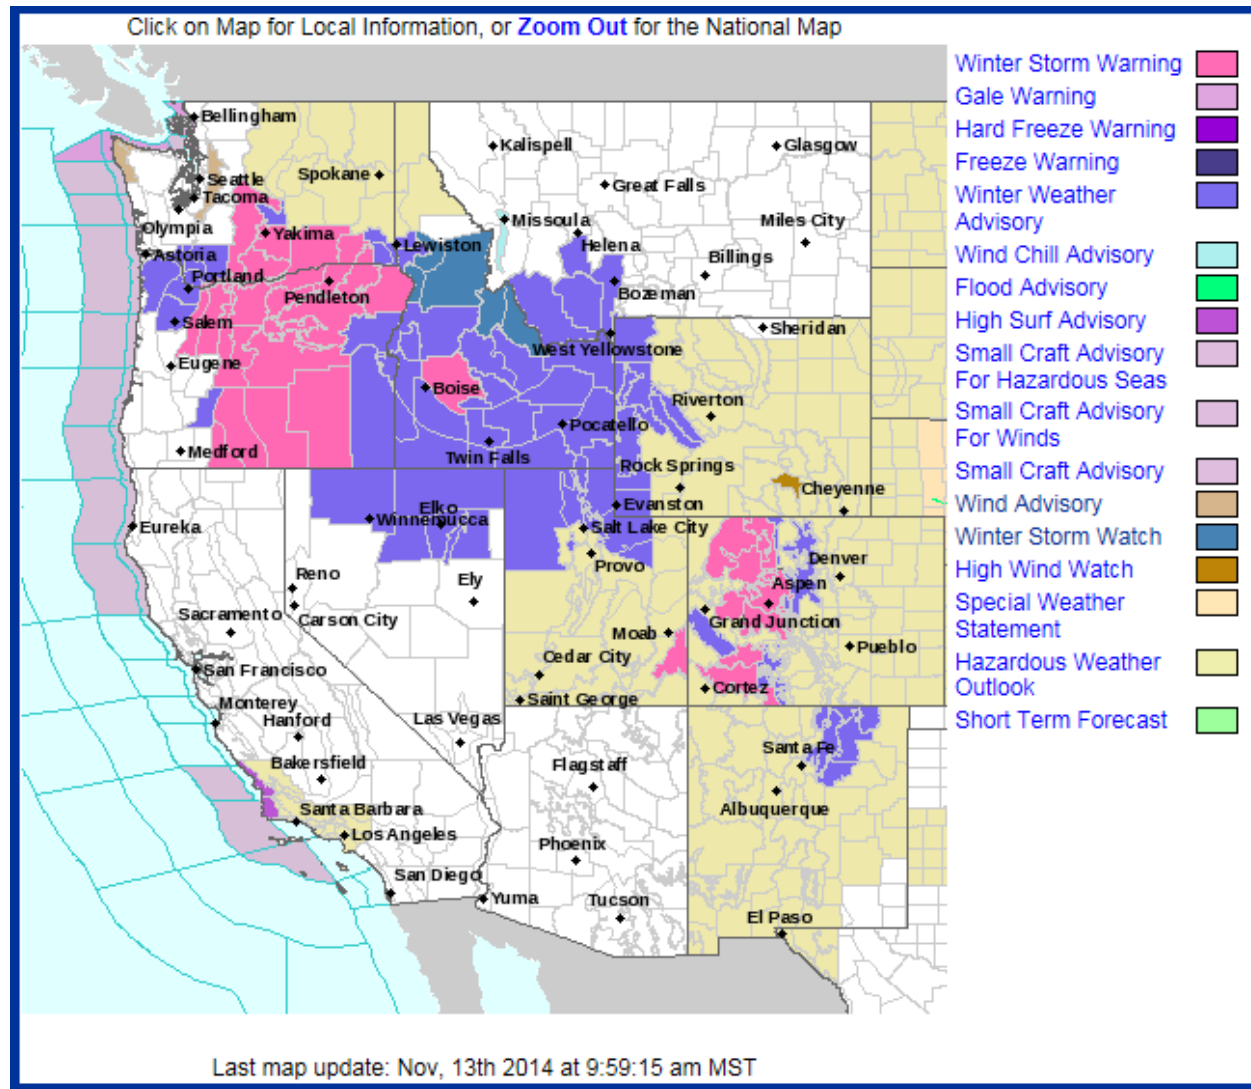 Click on Map for Local Information, or Zoom Out for the National Map
Winter Storm Warning
Gale Warning
Hard Freeze Warning
Freeze Warning
Winter Weather
Advisory
Wind Chill Advisory
Flood Advisory
High Surf Advisory
Small Craft Advisory
For Hazardous Seas
Small Craft Advisory
For Winds
Small Craft Advisory
Wind Advisory
Winter Storm Watch
High Wind Watch
Special Weather
Statement
Hazardous Weather
Outlook
Short Term Forecast
Bellingham
Kalispell
Glasgow
Spokane
Seattle
Great Falls
Tacoma
Olympia
Missoula
Miles City
Yakima
Lewiston
Helena
Astoria
Billings
Portland
Pendleton
Bozeman
Salem
Sheridan
West Yellowstone
Eugene
Boise
Riverton
Pocatello
Medford
Twin Falls
Rock Springs
Cheyenne
Elko
Evanston
Winnemucca
Eureka
Salt Lake City
Provo
Denver
Reno
Ely
Aspen
Sacramento
Carson City
Grand Junction
Moab
Pueblo
Cedar City
San Francisco
Cortez
Saint George
Monterey
Hanford
Las Vegas
Santa Fe
Bakersfield
Flagstaff
Albuquerque
Santa Barbara
Los Angeles
Phoenix
San Diego
Yuma
Tucson
El Paso
Last map update: Nov, 13th 2014 at 9:59:15 am MST